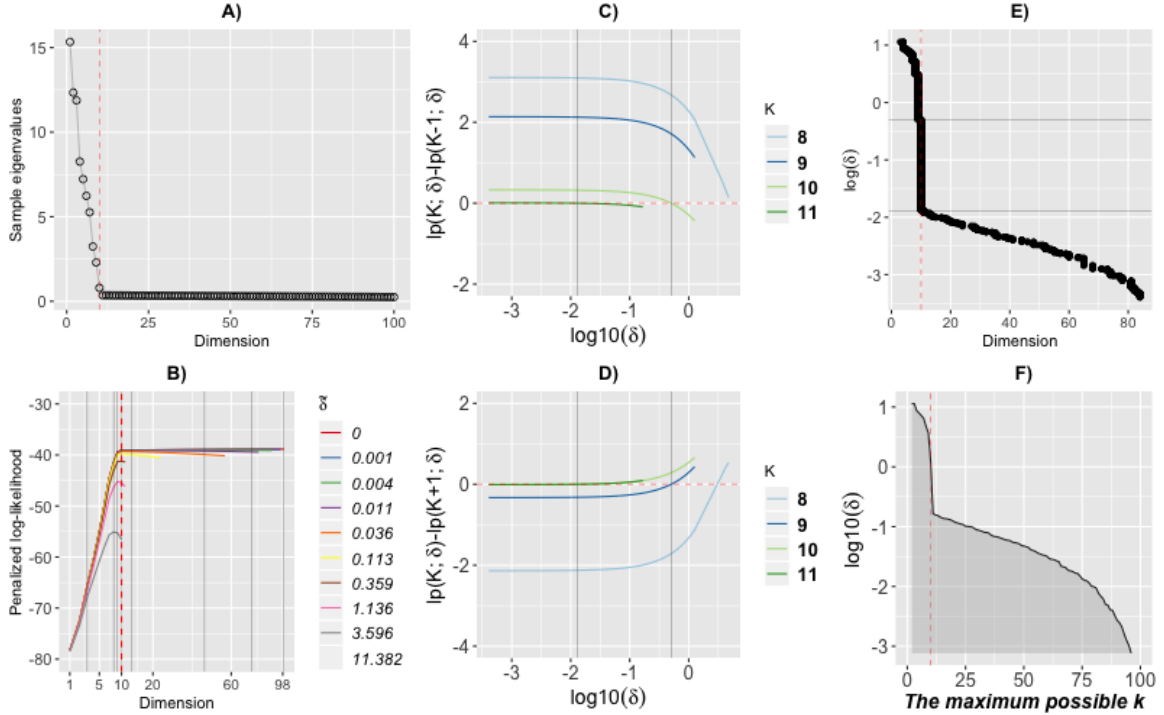 A)
15
10
5
0
Sample eigenvalues
0 25 50 75 100
Dimension
C)
4
2
0
-2
lp(K; δ)-lp(K-1; δ)
-3 -2 -1 0
log10(δ)
K
8
9
10
11
E)
1
0
-1
-2
-3
log(δ)
0 20 40 60 80
Dimension
B)
-30
-40
-50
-60
-70
-80
Penalized log-likelihood
1 5 10 20 60 98
Dimension
δ̃
0
0.001
0.004
0.011
0.036
0.113
0.359
1.136
3.596
11.382
D)
2
0
-2
-4
lp(K; δ)-lp(K+1; δ)
-3 -2 -1 0
log10(δ)
K
8
9
10
11
F)
1
0
-1
-2
-3
log10(δ)
0 25 50 75 100
The maximum possible k